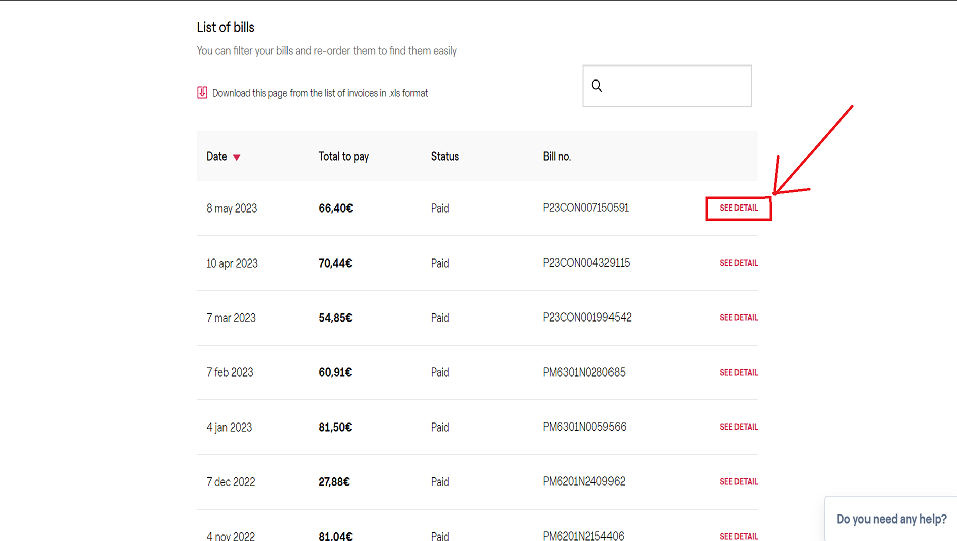 List of bills
You can filter your bills and re-order them to find them easily
Download this page from the list of invoices in .xls format
Date Total to pay Status Bill no.
8 may 2023 66,40€ Paid P23CON007150591 SEE DETAIL
10 apr 2023 70,44€ Paid P23CON004329115 SEE DETAIL
7 mar 2023 54,85€ Paid P23CON001994542 SEE DETAIL
7 feb 2023 60,91€ Paid PM6301N0280685 SEE DETAIL
4 jan 2023 81,50€ Paid PM6301N0059566 SEE DETAIL
7 dec 2022 27,88€ Paid PM6201N2409962 SEE DETAIL
4 nov 2022 81,04€ Paid PM6201N2154406 SEE DETAIL
Do you need any help?